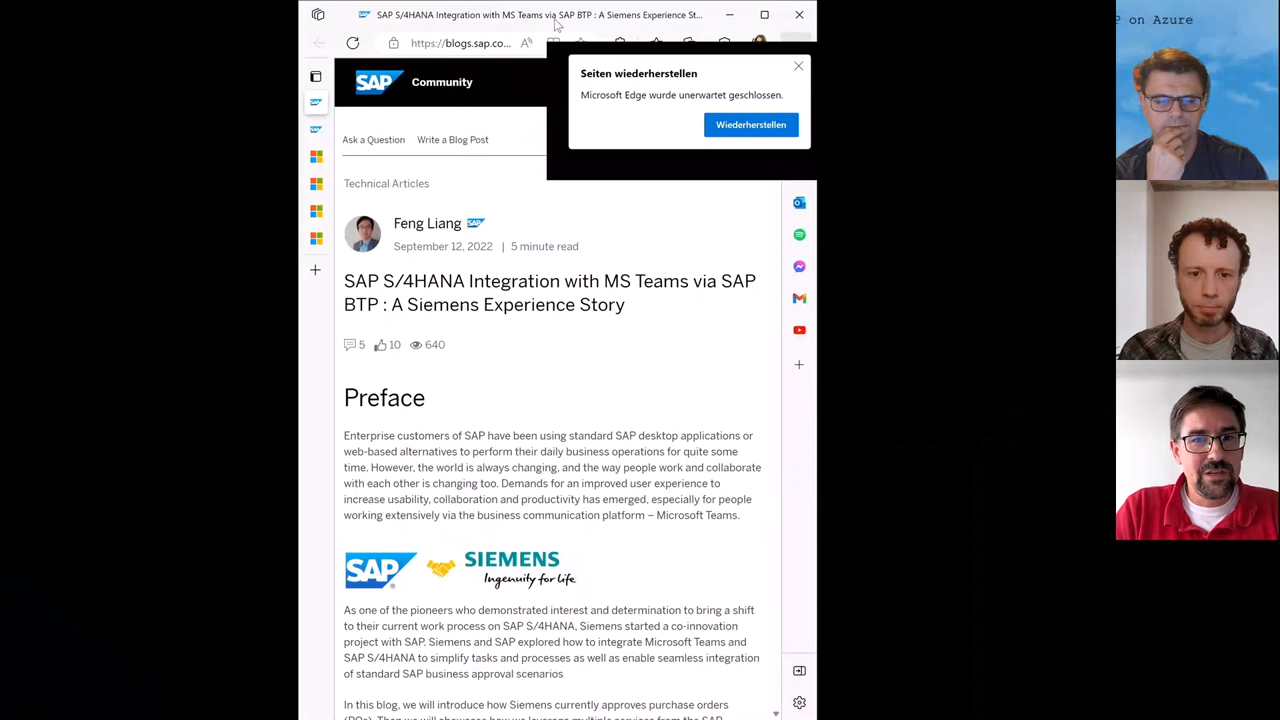 SAP S/4HANA Integration with MS Teams via SAP BTP : A Siemens Experience St...
P on Azure
https://blogs.sap.co...
Seiten wiederherstellen
Microsoft Edge wurde unerwartet geschlossen.
Wiederherstellen
SAP Community
Ask a Question Write a Blog Post
Technical Articles
Feng Liang SAP
September 12, 2022 | 5 minute read
SAP S/4HANA Integration with MS Teams via SAP
BTP : A Siemens Experience Story
5 10 640
Preface
Enterprise customers of SAP have been using standard SAP desktop applications or
web-based alternatives to perform their daily business operations for quite some
time. However, the world is always changing, and the way people work and collaborate
with each other is changing too. Demands for an improved user experience to
increase usability, collaboration and productivity has emerged, especially for people
working extensively via the business communication platform – Microsoft Teams.
SAP SIEMENS
Ingenuity for life
As one of the pioneers who demonstrated interest and determination to bring a shift
to their current work process on SAP S/4HANA, Siemens started a co-innovation
project with SAP. Siemens and SAP explored how to integrate Microsoft Teams and
SAP S/4HANA to simplify tasks and processes as well as enable seamless integration
of standard SAP business approval scenarios
In this blog, we will introduce how Siemens currently approves purchase orders